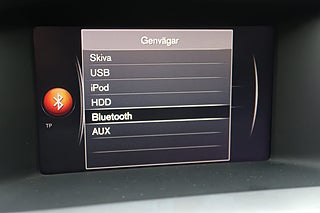 Genvägar
Skiva
USB
iPod
HDD
Bluetooth
AUX
TP